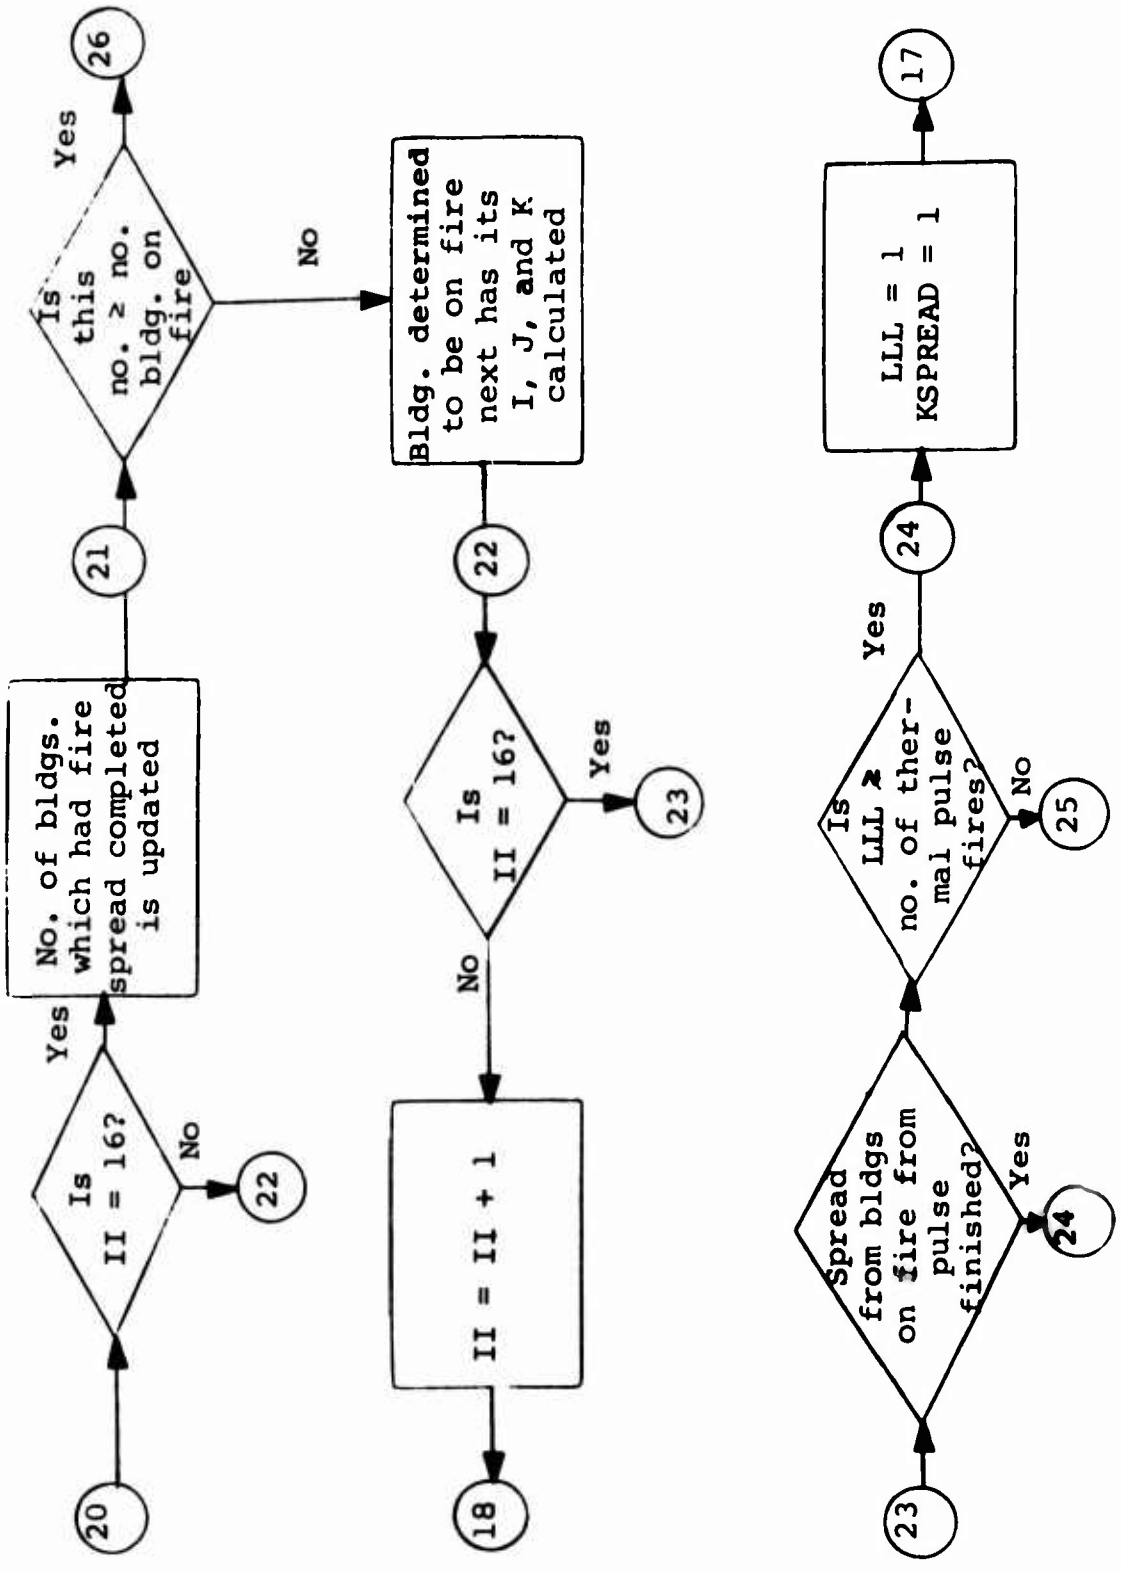 20
Is
II = 16?
Yes
No
22
No. of bldgs.
which had fire
spread completed
is updated
21
Is
this
no. ≥ no.
bldg. on
fire
Yes
26
No
Bldg. determined
to be on fire
next has its
I, J, and K
calculated
22
Is
II = 16?
Yes
23
No
II = II + 1
18
23
Spread
from bldgs
on fire from
pulse
finished?
Yes
24
Is
LLL ≥
no. of ther-
mal pulse
fires?
No
25
Yes
24
LLL = 1
KSPREAD = 1
17